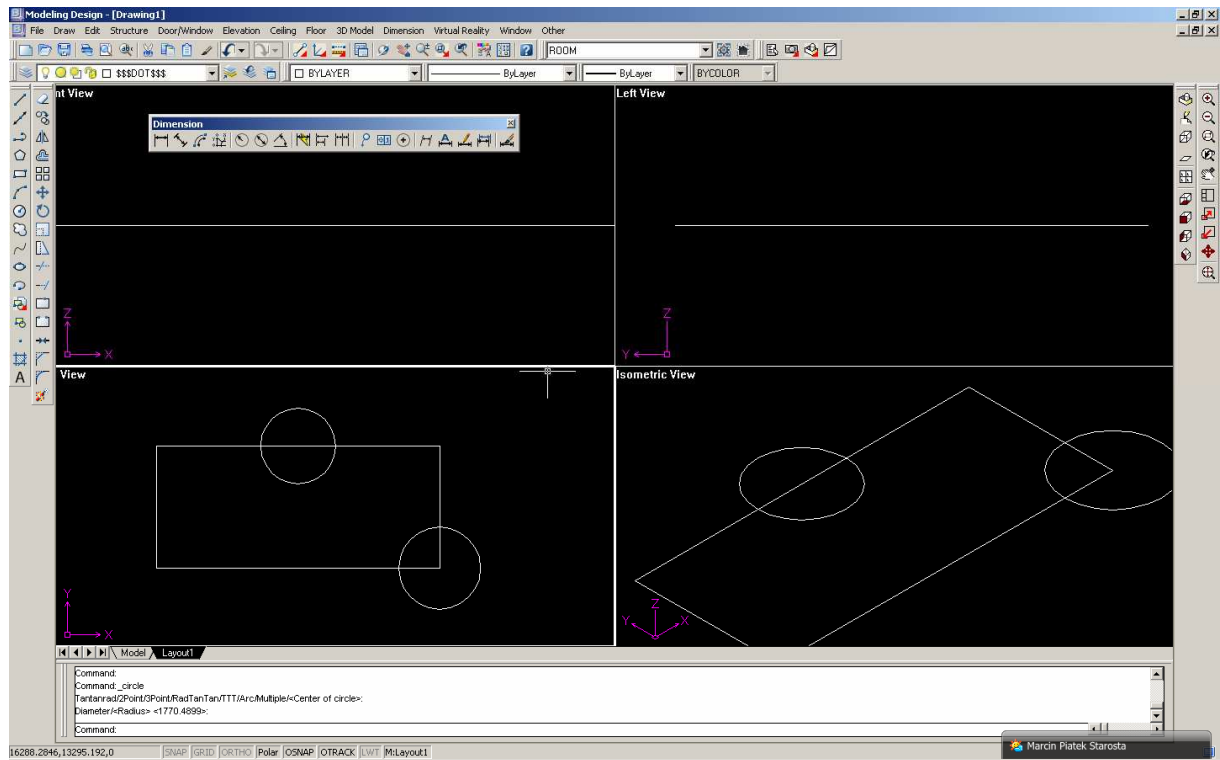 Modeling Design - [Drawing1]
File Draw Edit Structure Door/Window Elevation Ceiling Floor 3D Model Dimension Virtual Reality Window Other
ROOM
$$$DOT$$$ BYLAYER ByLayer ByLayer BYCOLOR
nt View
Left View
Dimension
Z
X
Z
Y
View
Isometric View
Y
X
Z
Y
X
Model Layout1
Command:
Command:_circle
Tantanrad/2Point/3Point/RadTanTan/TTT/Arc/Multiple/<Center of circle>:
Diameter/<Radius> <1770.4899>:
Command:
16288.2846,13295.192,0 SNAP GRID ORTHO Polar OSNAP OTRACK LWT M:Layout1
Marcin Piatek Starosta